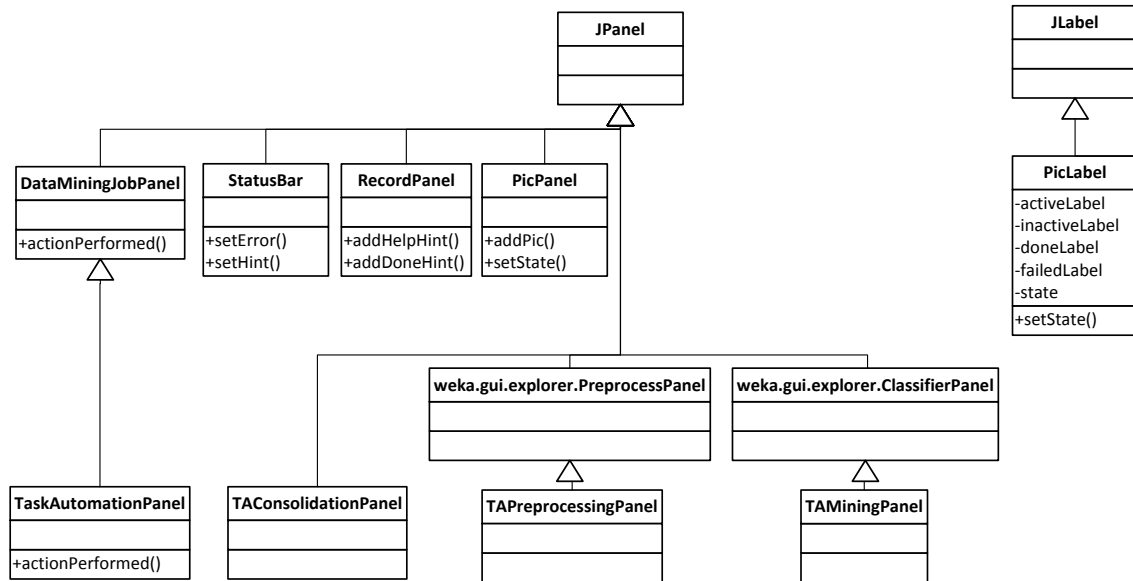 JPanel
JLabel
DataMiningJobPanel
+actionPerformed()
StatusBar
+setError()
+setHint()
RecordPanel
+addHelpHint()
+addDoneHint()
PicPanel
+addPic()
+setState()
PicLabel
-activeLabel
-inactiveLabel
-doneLabel
-failedLabel
-state
+setState()
weka.gui.explorer.PreprocessPanel
weka.gui.explorer.ClassifierPanel
TaskAutomationPanel
+actionPerformed()
TAConsolidationPanel
TAPreprocessingPanel
TAMiningPanel